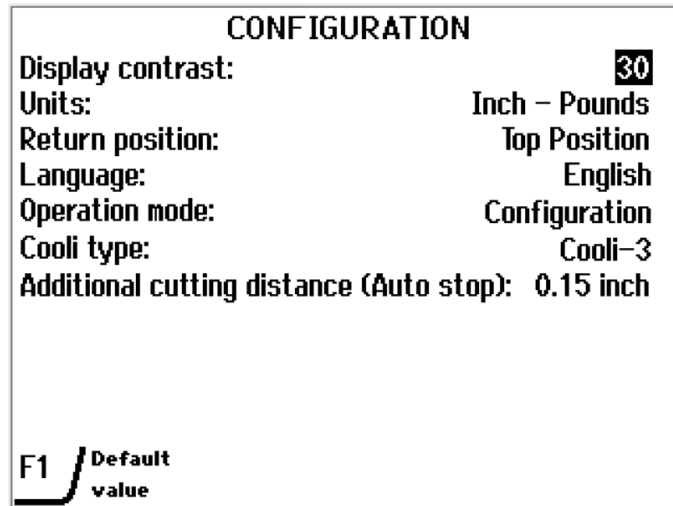 CONFIGURATION
Display contrast: 30
Units: Inch – Pounds
Return position: Top Position
Language: English
Operation mode: Configuration
Cooli type: Cooli-3
Additional cutting distance (Auto stop): 0.15 inch
F1 Default
value